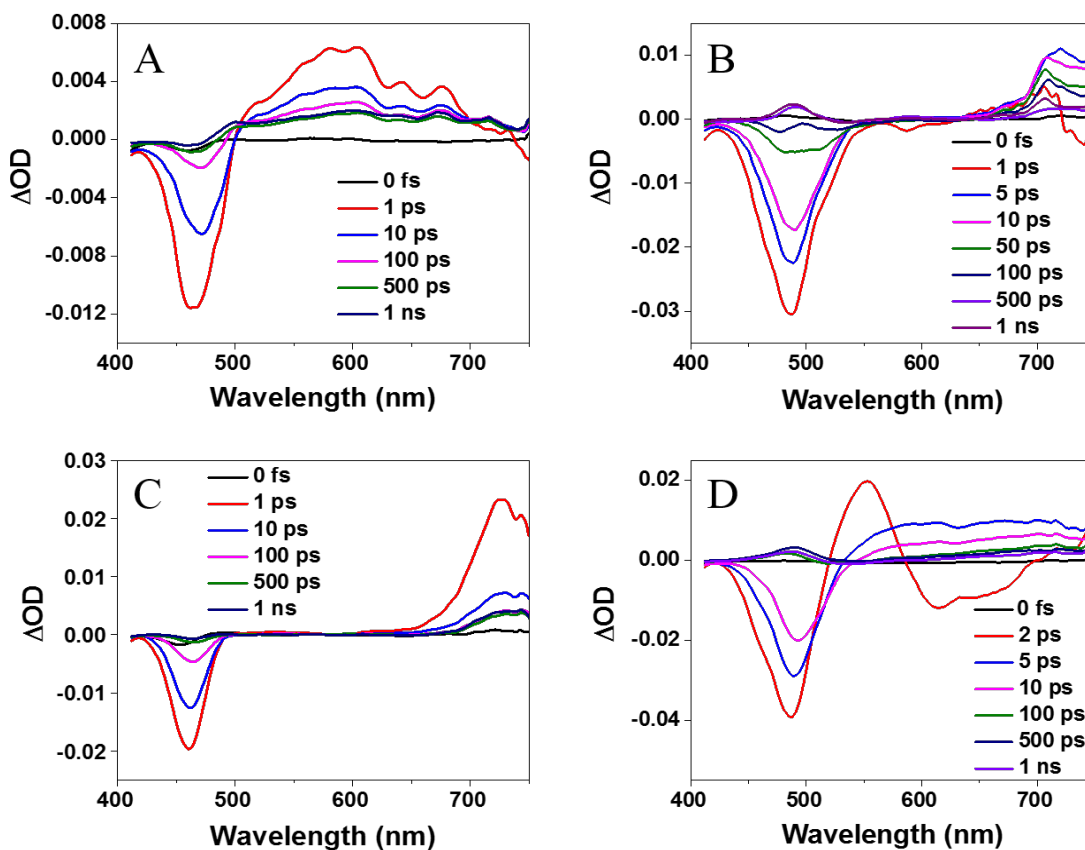 A
0.008
0.004
0.000
-0.004
-0.008
-0.012
ΔOD
0 fs
1 ps
10 ps
100 ps
500 ps
1 ns
400 500 600 700
Wavelength (nm)
B
0.01
0.00
-0.01
-0.02
-0.03
ΔOD
0 fs
1 ps
5 ps
10 ps
50 ps
100 ps
500 ps
1 ns
400 500 600 700
Wavelength (nm)
C
0.03
0.02
0.01
0.00
-0.01
-0.02
ΔOD
0 fs
1 ps
10 ps
100 ps
500 ps
1 ns
400 500 600 700
Wavelength (nm)
D
0.02
0.00
-0.02
-0.04
ΔOD
0 fs
2 ps
5 ps
10 ps
100 ps
500 ps
1 ns
400 500 600 700
Wavelength (nm)